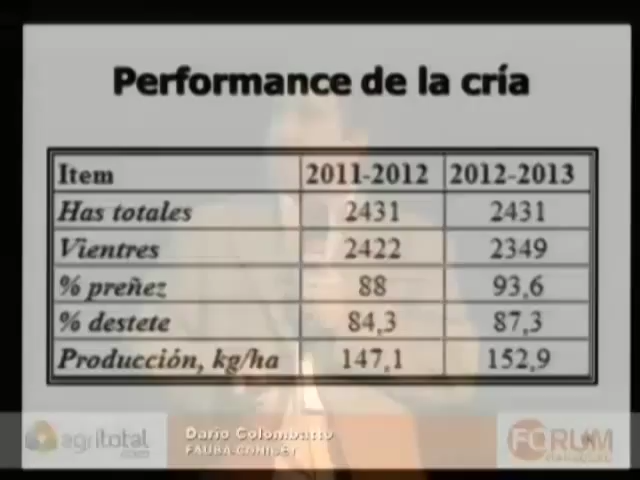 Performance de la cría
Item 2011-2012 2012-2013
Has totales 2431 2431
Vientres 2422 2349
% preñez 88 93,6
% destete 84,3 87,3
Producción, kg/ha 147,1 152,9
agritotal
.com
Dario Colombatto
FAUBA-CONICET
FORUM